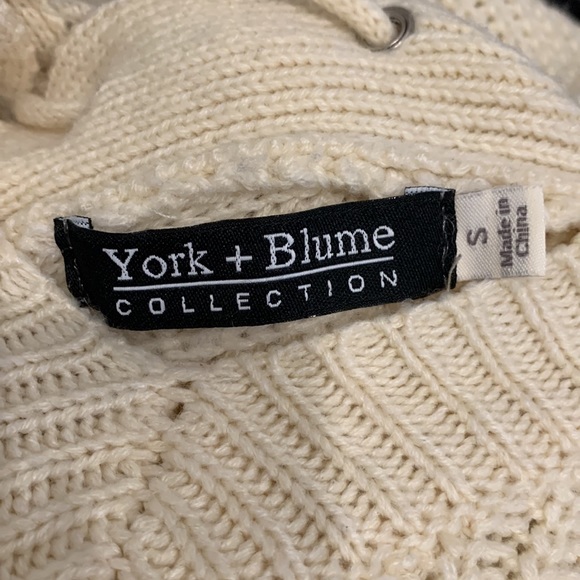 York + Blume
COLLECTION
S
Made in
China